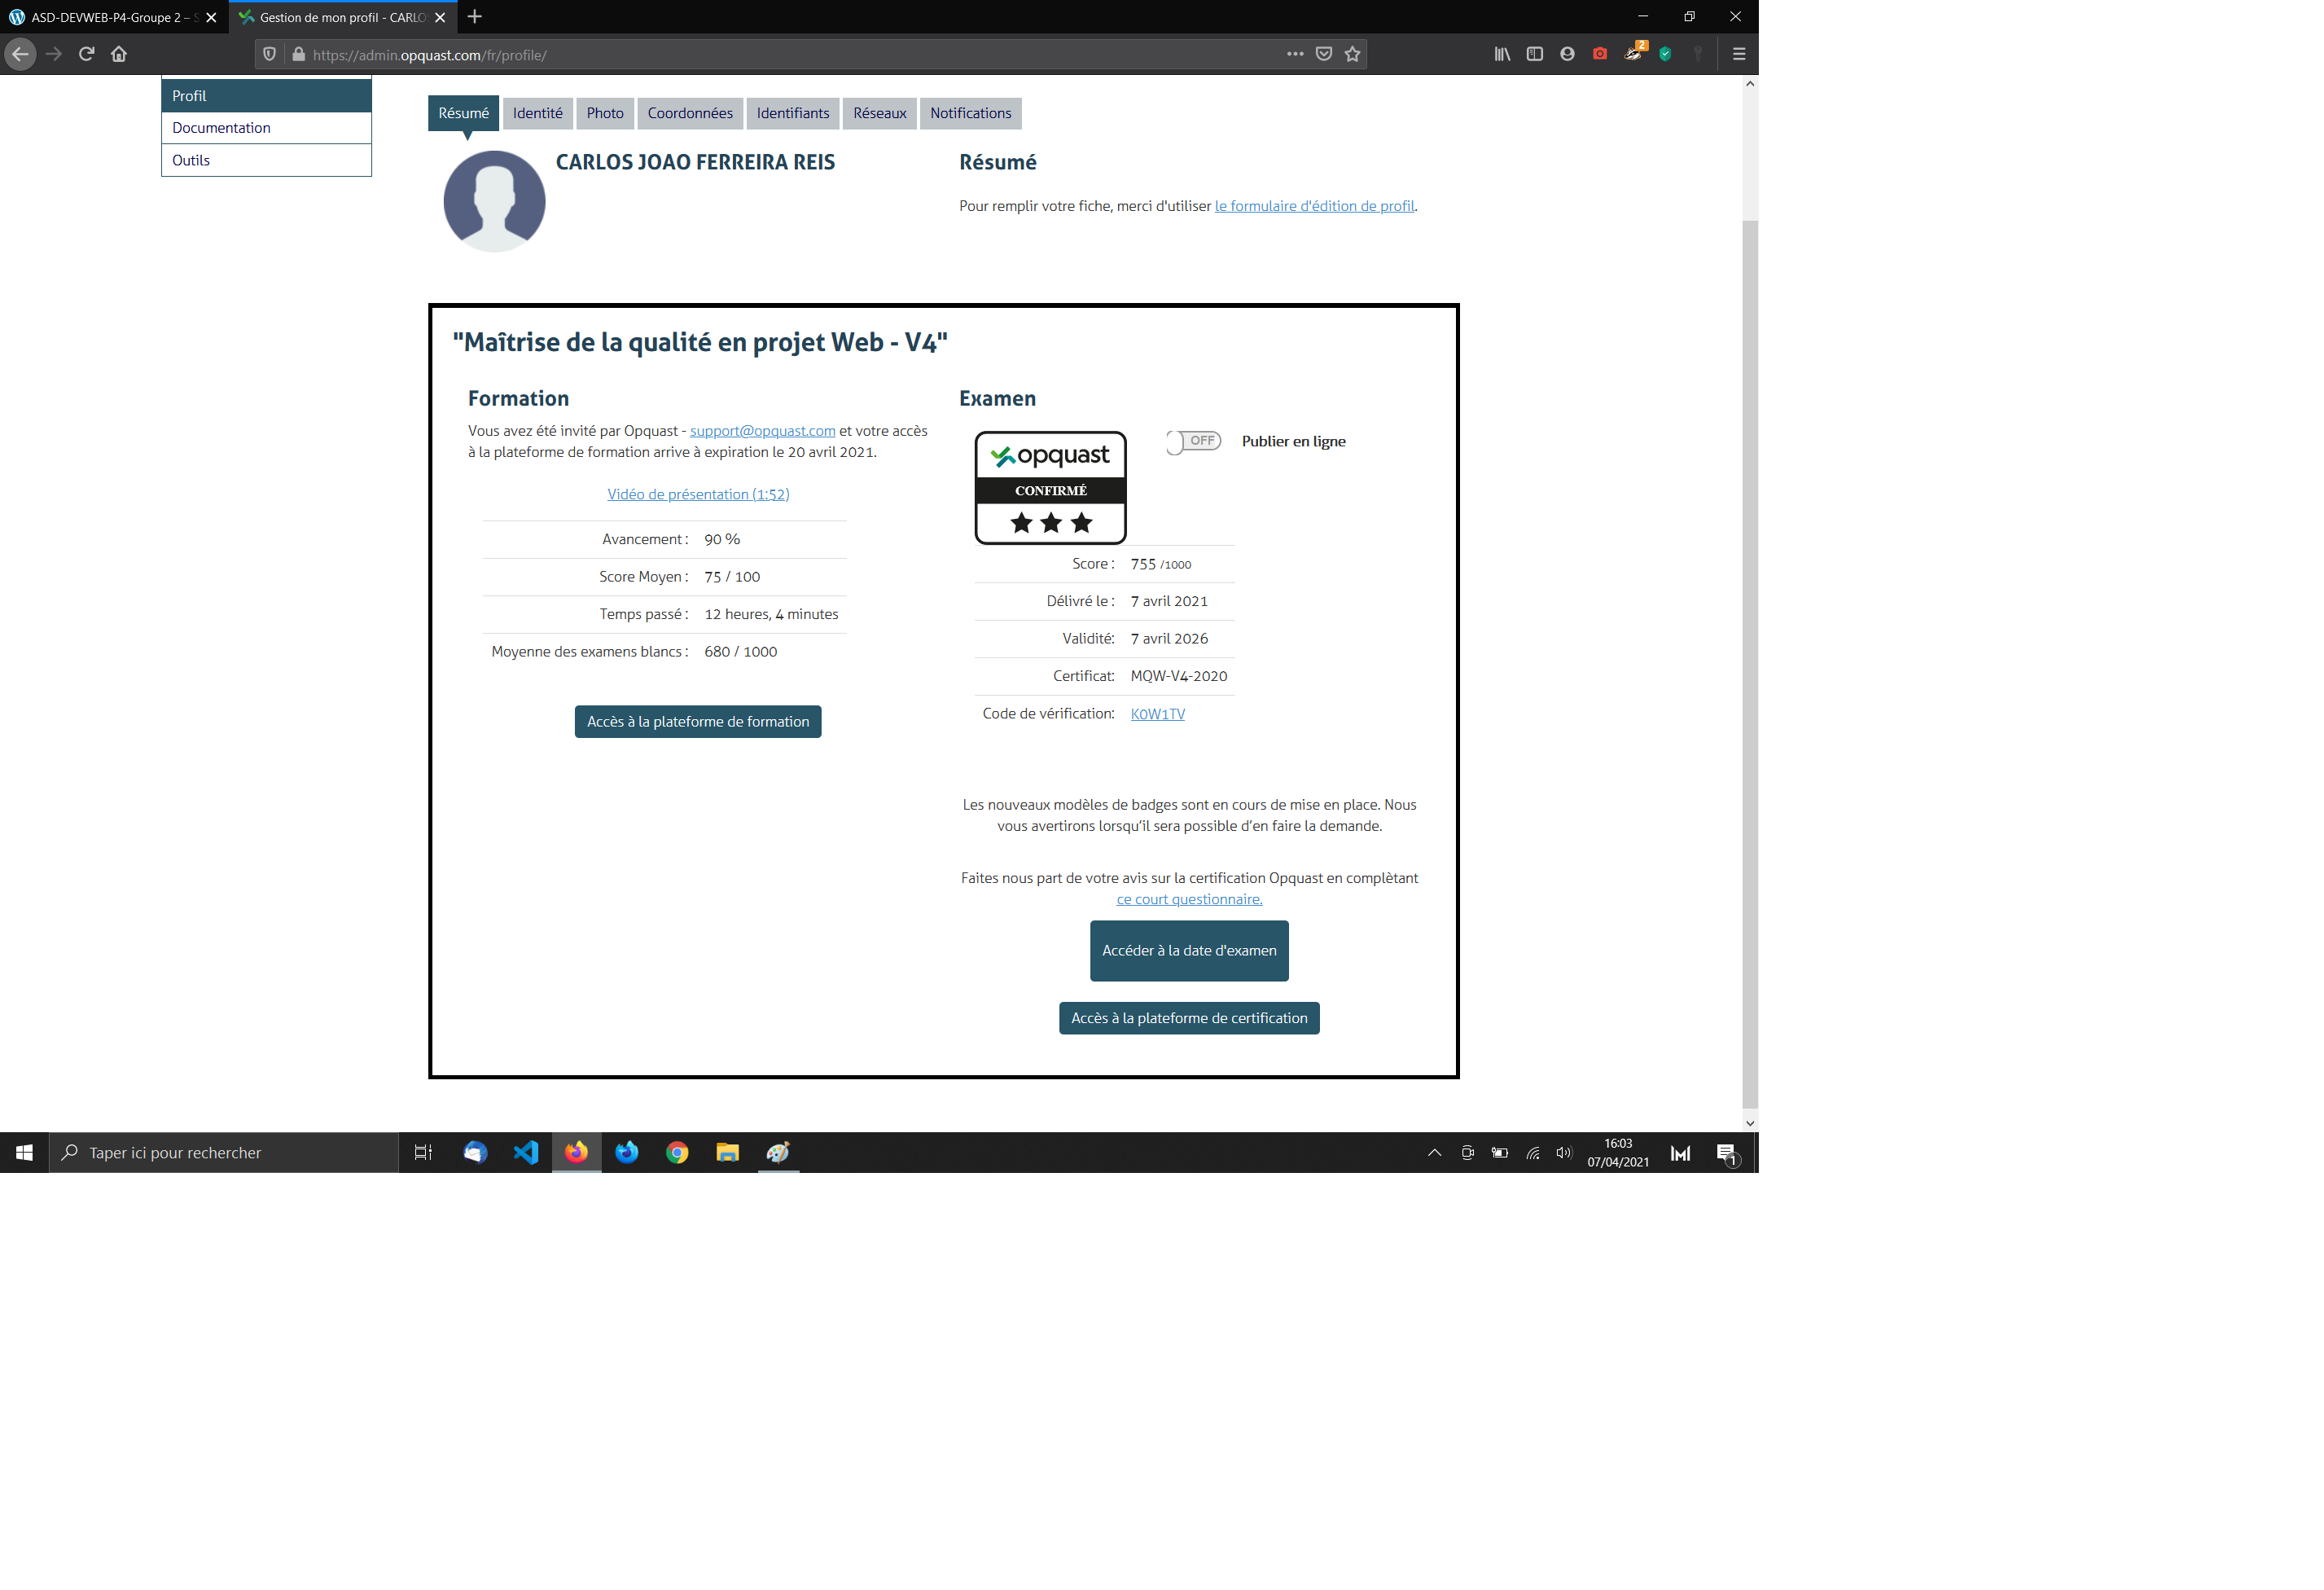 ASD-DEVWEB-P4-Groupe 2 –
Gestion de mon profil - CARLO
https://admin.opquast.com/fr/profile/
2
Profil
Documentation
Outils
Résumé
Identité
Photo
Coordonnées
Identifiants
Réseaux
Notifications
CARLOS JOAO FERREIRA REIS
Résumé
Pour remplir votre fiche, merci d'utiliser le formulaire d'édition de profil.
"Maîtrise de la qualité en projet Web - V4"
Formation
Vous avez été invité par Opquast - support@opquast.com et votre accès
à la plateforme de formation arrive à expiration le 20 avril 2021.
Vidéo de présentation (1:52)
Avancement : 90 %
Score Moyen : 75 / 100
Temps passé : 12 heures, 4 minutes
Moyenne des examens blancs : 680 / 1000
Accès à la plateforme de formation
Examen
opquast
CONFIRMÉ
OFF
Publier en ligne
Score : 755 /1000
Délivré le : 7 avril 2021
Validité: 7 avril 2026
Certificat: MQW-V4-2020
Code de vérification: K0W1TV
Les nouveaux modèles de badges sont en cours de mise en place. Nous
vous avertirons lorsqu’il sera possible d’en faire la demande.
Faites nous part de votre avis sur la certification Opquast en complètant
ce court questionnaire.
Accéder à la date d'examen
Accès à la plateforme de certification
Taper ici pour rechercher
16:03
07/04/2021
1